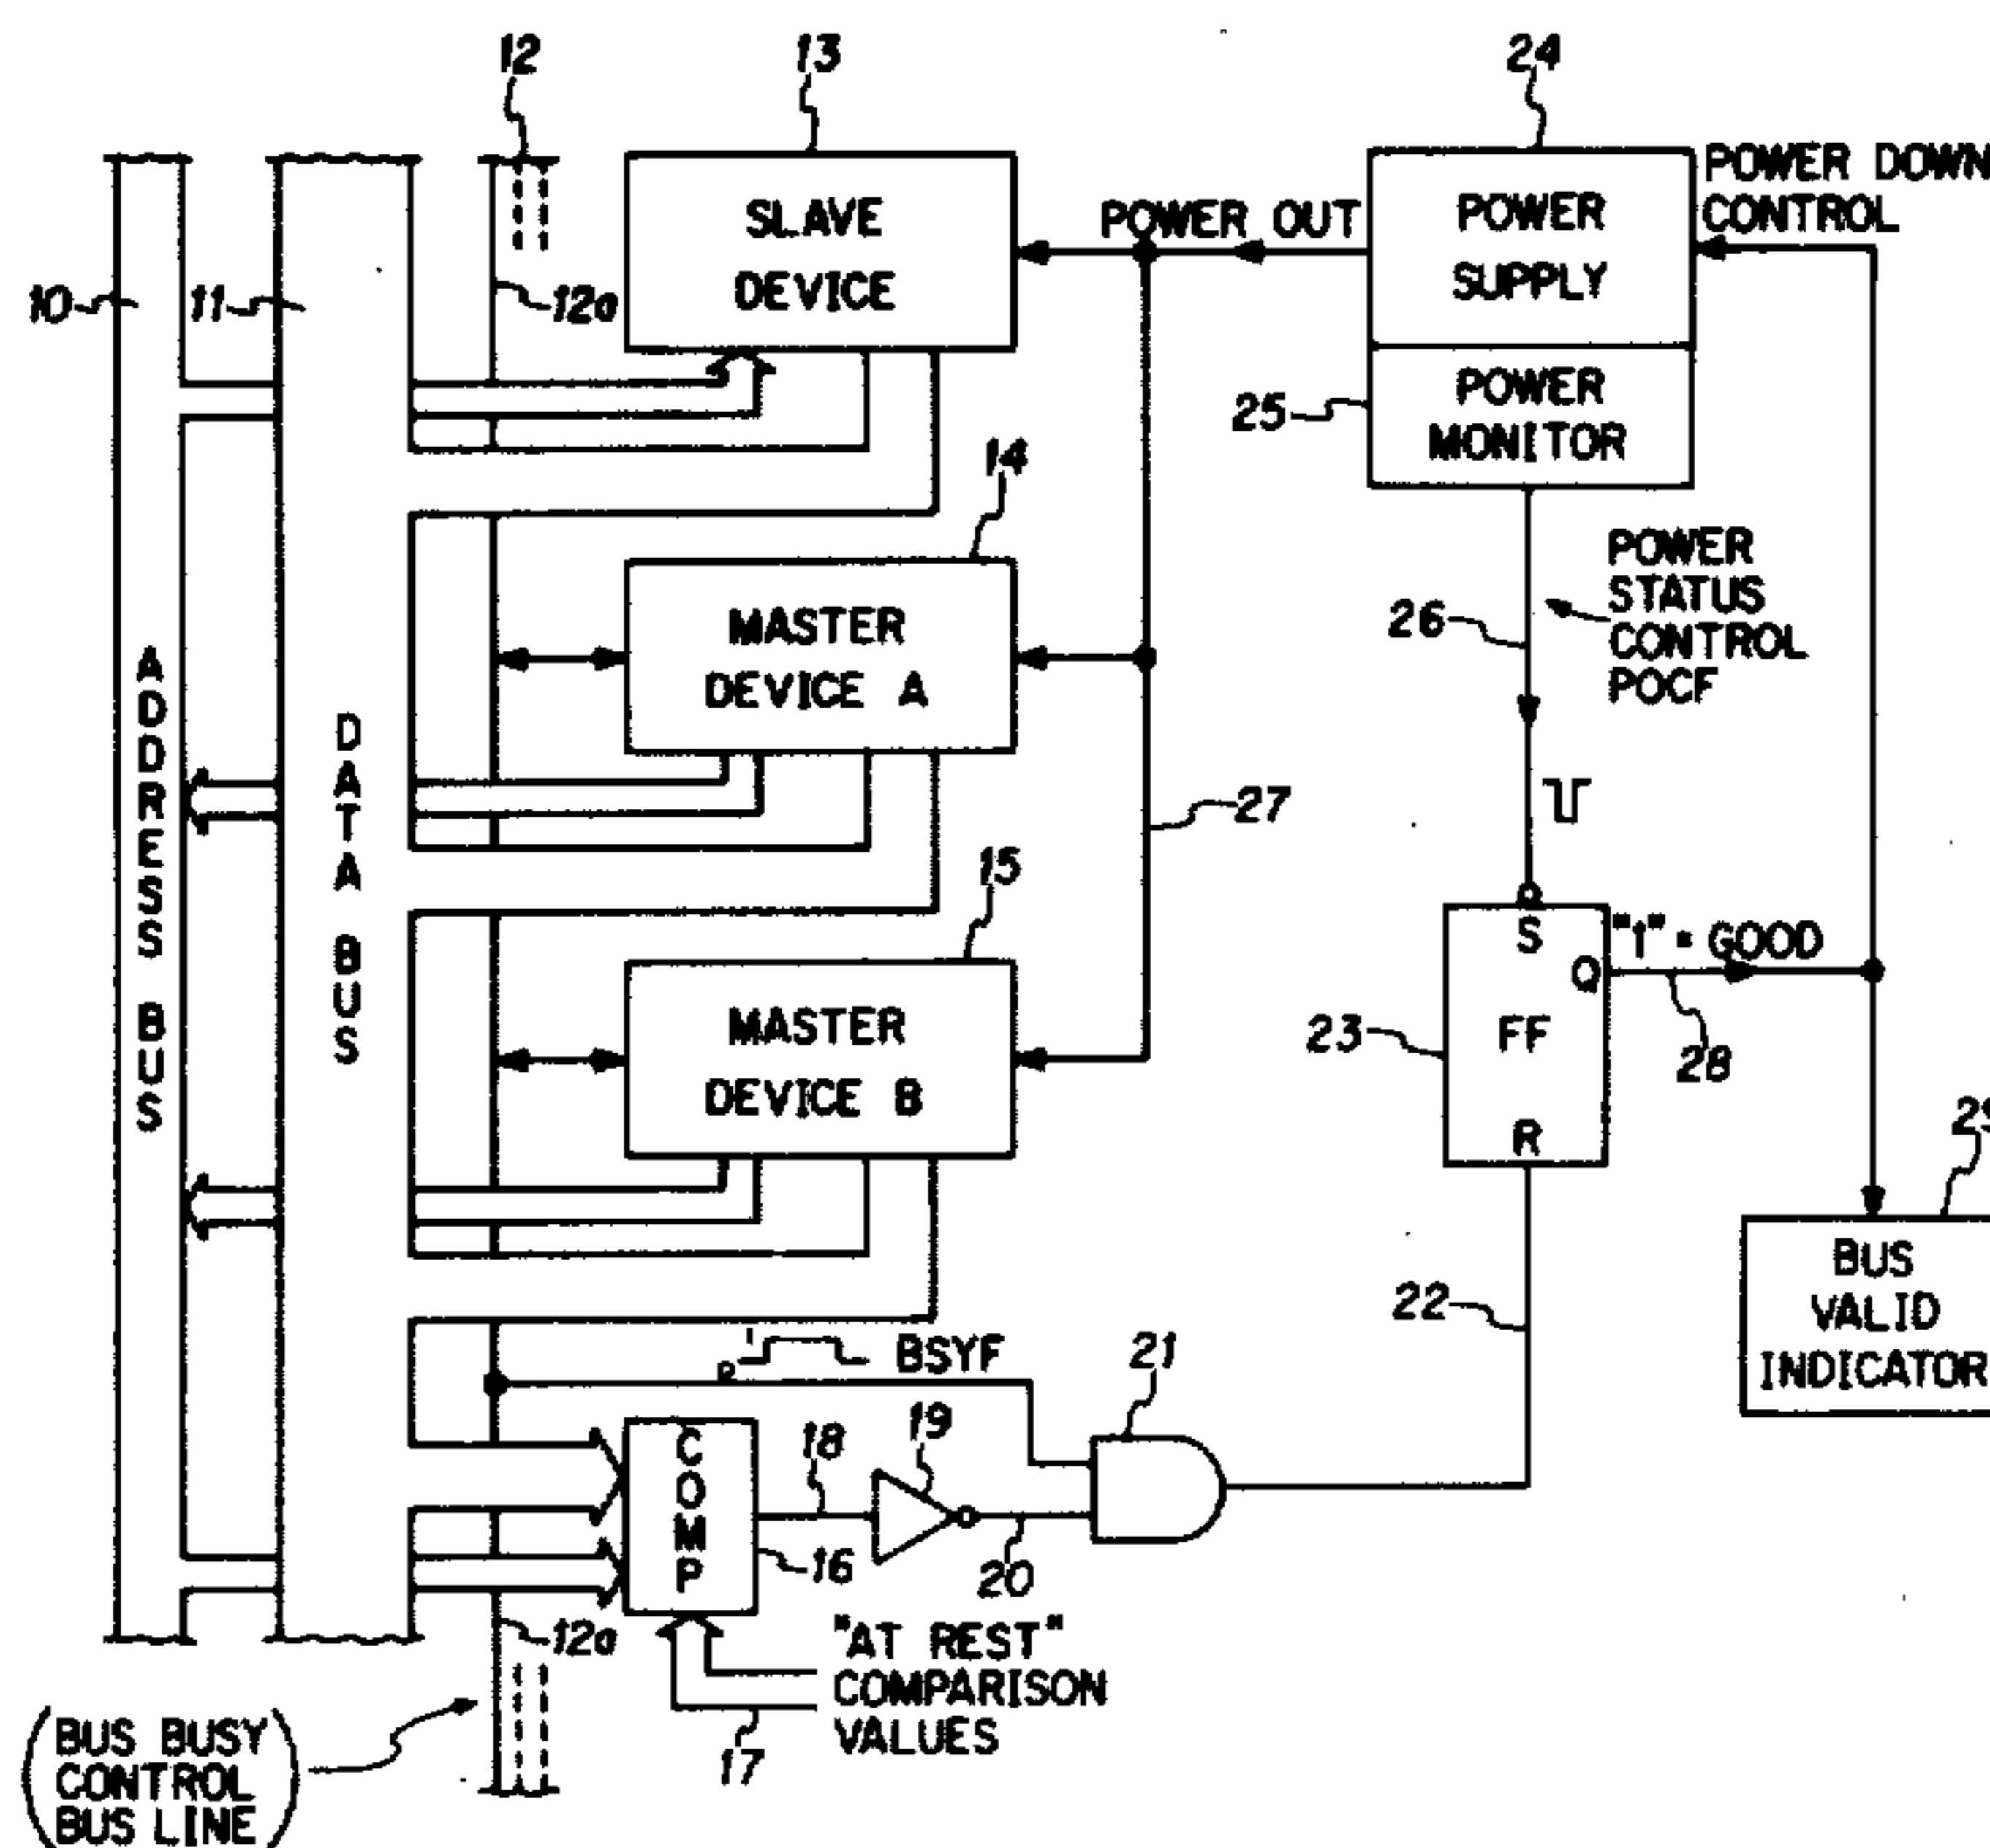 12
13
24
SLAVE
DEVICE
POWER OUT
POWER
SUPPLY
POWER DOWN
CONTROL
10
11
12a
25
POWER
MONITOR
14
MASTER
DEVICE A
26
POWER
STATUS
CONTROL
POCF
ADDRESS BUS
DATA BUS
27
15
MASTER
DEVICE B
23
S
Q
FF
R
"1" = GOOD
28
BUS
VALID
INDICATOR
22
BSYF
21
COMP
18
19
16
20
12a
"AT REST"
COMPARISON
VALUES
17
(BUS BUSY
CONTROL
BUS LINE)